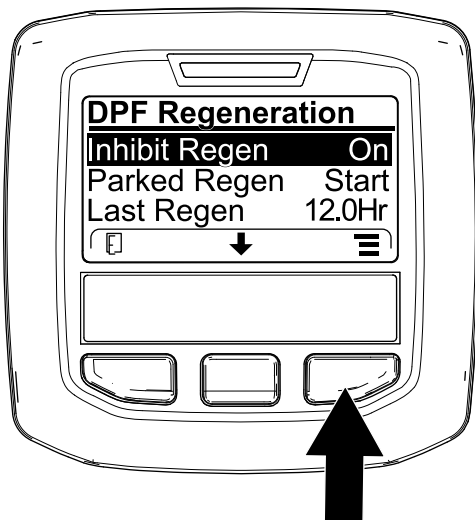 DPF Regeneration
Inhibit Regen On
Parked Regen Start
Last Regen 12.0Hr